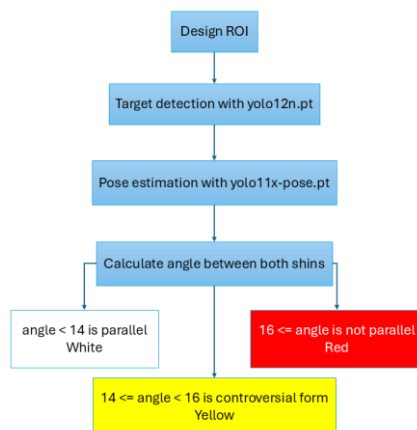 Design ROI
Target detection with yolo12n.pt
Pose estimation with yolo11x-pose.pt
Calculate angle between both shins
angle < 14 is parallel
White
16 <= angle is not parallel
Red
14 <= angle < 16 is controversial form
Yellow